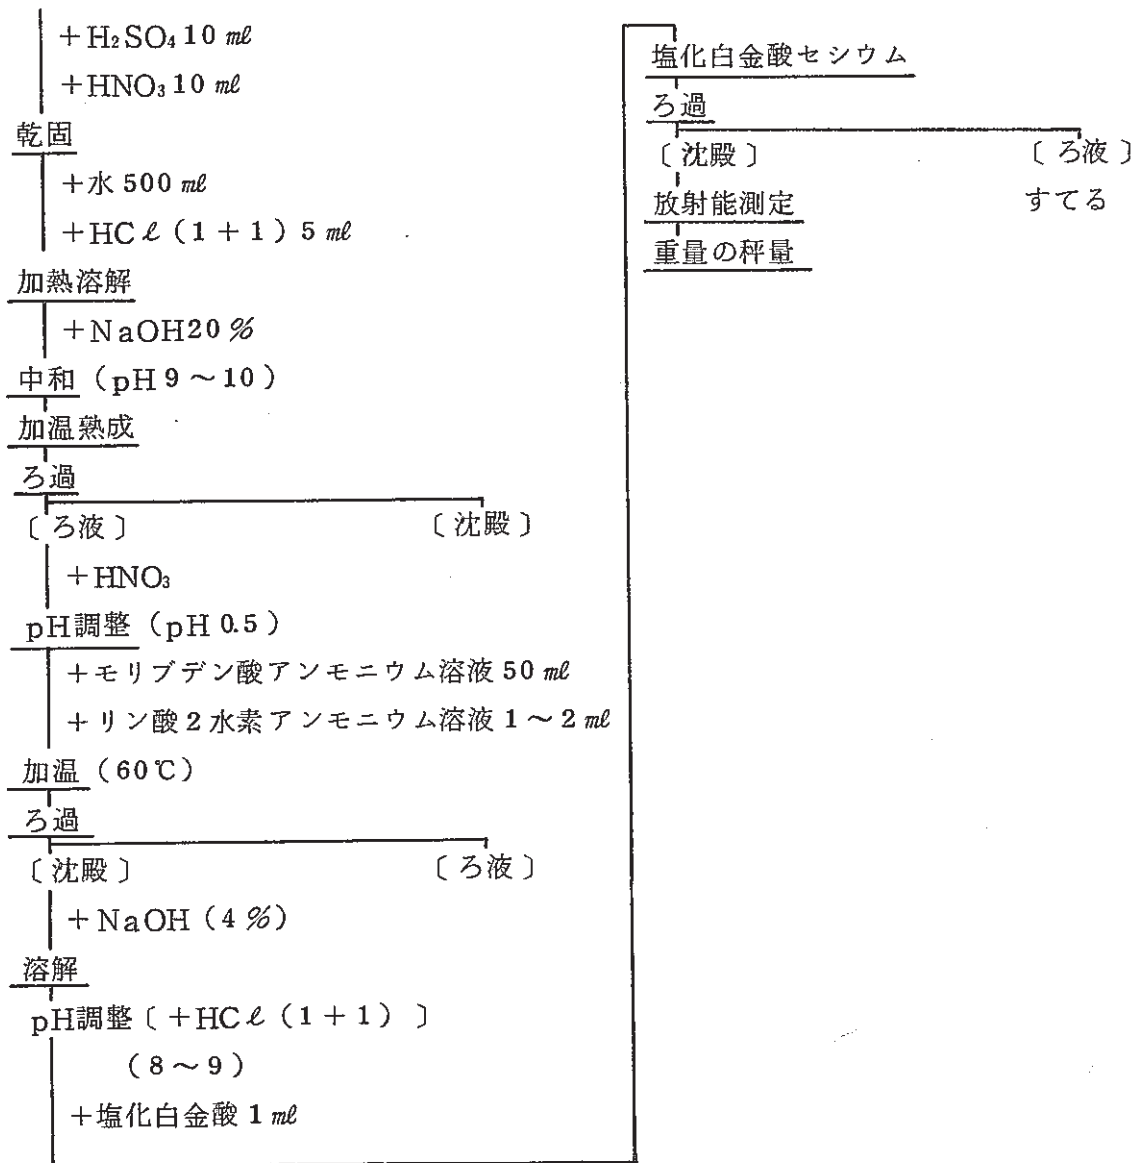 +H₂SO₄ 10 ml
+HNO₃ 10 ml
乾固
+水 500 ml
+HCℓ(1+1)5 ml
加熱溶解
+NaOH20%
中和(pH 9～10)
加温熟成
ろ過
〔ろ液〕 〔沈殿〕
+HNO₃
pH調整(pH 0.5)
+モリブデン酸アンモニウム溶液 50 ml
+リン酸2水素アンモニウム溶液 1～2 ml
加温(60℃)
ろ過
〔沈殿〕 〔ろ液〕
+NaOH(4%)
溶解
pH調整〔+HCℓ(1+1)〕
(8～9)
+塩化白金酸 1 ml
塩化白金酸セシウム
ろ過
〔沈殿〕 〔ろ液〕
放射能測定 すてる
重量の秤量